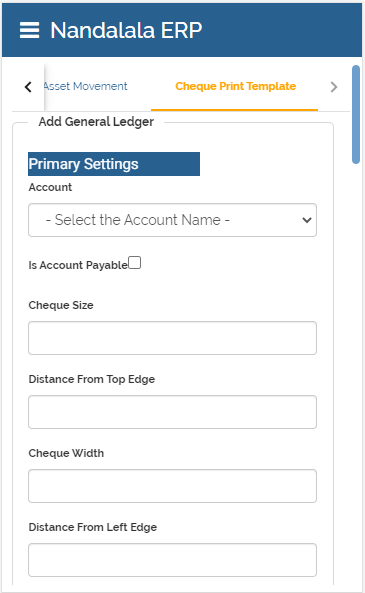 Nandalala ERP
Asset Movement
Cheque Print Template
Add General Ledger
Primary Settings
Account
- Select the Account Name -
Is Account Payable
Cheque Size
Distance From Top Edge
Cheque Width
Distance From Left Edge